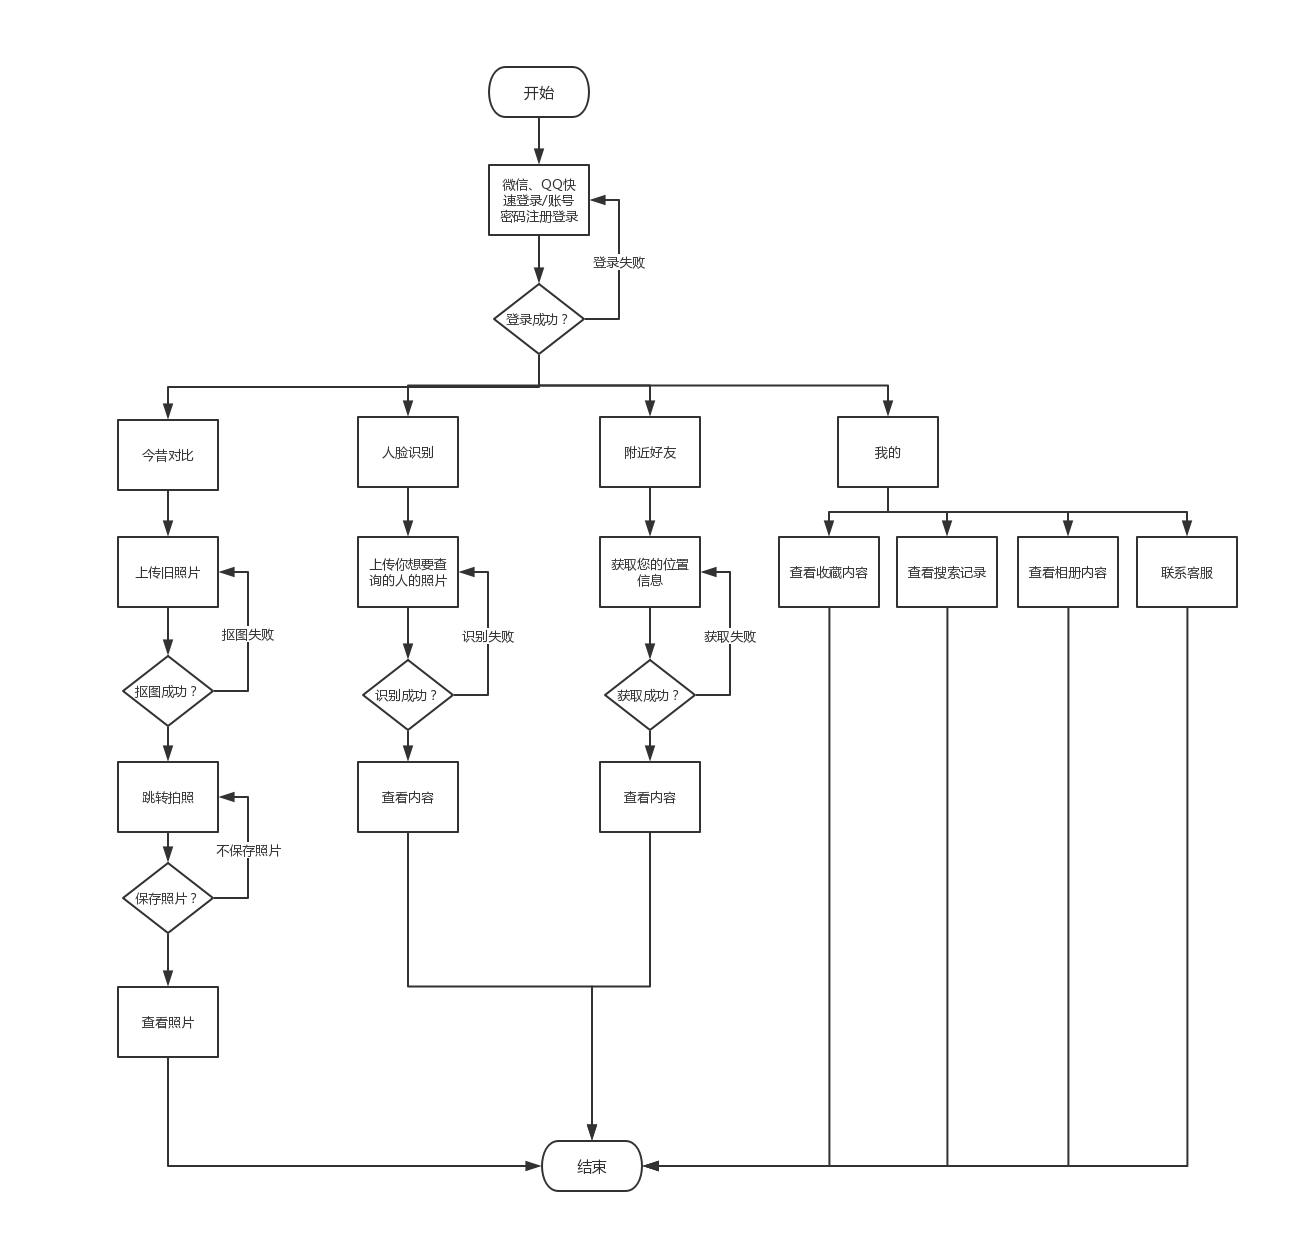 开始
微信、QQ快
速登录/账号
密码注册登录
登录失败
登录成功？
今昔对比
人脸识别
附近好友
我的
上传旧照片
上传你想要查
询的人的照片
获取您的位置
信息
查看收藏内容
查看搜索记录
查看相册内容
联系客服
抠图失败
识别失败
获取失败
抠图成功？
识别成功？
获取成功？
跳转拍照
查看内容
查看内容
不保存照片
保存照片？
查看照片
结束